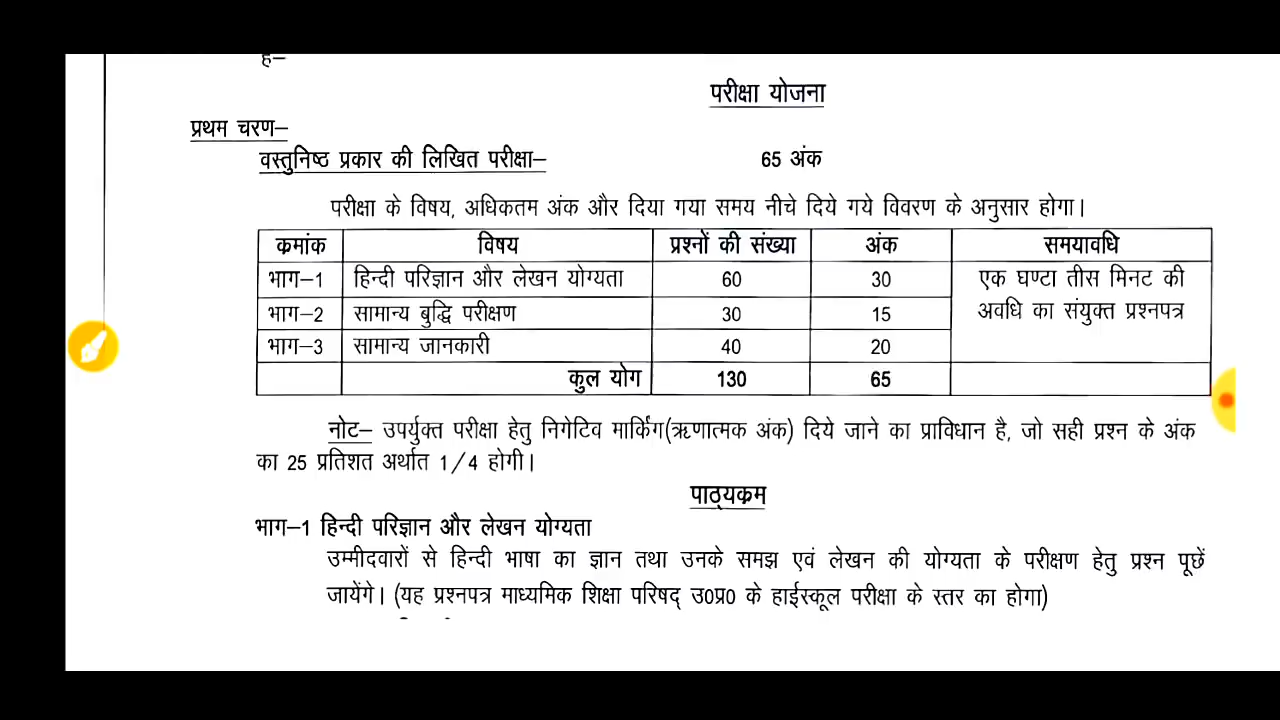 है–
परीक्षा योजना
प्रथम चरण–
वस्तुनिष्ठ प्रकार की लिखित परीक्षा– 65 अंक
परीक्षा के विषय, अधिकतम अंक और दिया गया समय नीचे दिये गये विवरण के अनुसार होगा।
क्रमांक विषय प्रश्नों की संख्या अंक समयावधि
भाग–1 हिन्दी परिज्ञान और लेखन योग्यता 60 30 एक घण्टा तीस मिनट की
भाग–2 सामान्य बुद्धि परीक्षण 30 15 अवधि का संयुक्त प्रश्नपत्र
भाग–3 सामान्य जानकारी 40 20
कुल योग 130 65
नोट– उपर्युक्त परीक्षा हेतु निगेटिव मार्किंग(ऋणात्मक अंक) दिये जाने का प्राविधान है, जो सही प्रश्न के अंक
का 25 प्रतिशत अर्थात 1/4 होगी।
पाठ्यक्रम
भाग–1 हिन्दी परिज्ञान और लेखन योग्यता
उम्मीदवारों से हिन्दी भाषा का ज्ञान तथा उनके समझ एवं लेखन की योग्यता के परीक्षण हेतु प्रश्न पूछें
जायेंगे। (यह प्रश्नपत्र माध्यमिक शिक्षा परिषद् उ0प्र0 के हाईस्कूल परीक्षा के स्तर का होगा)